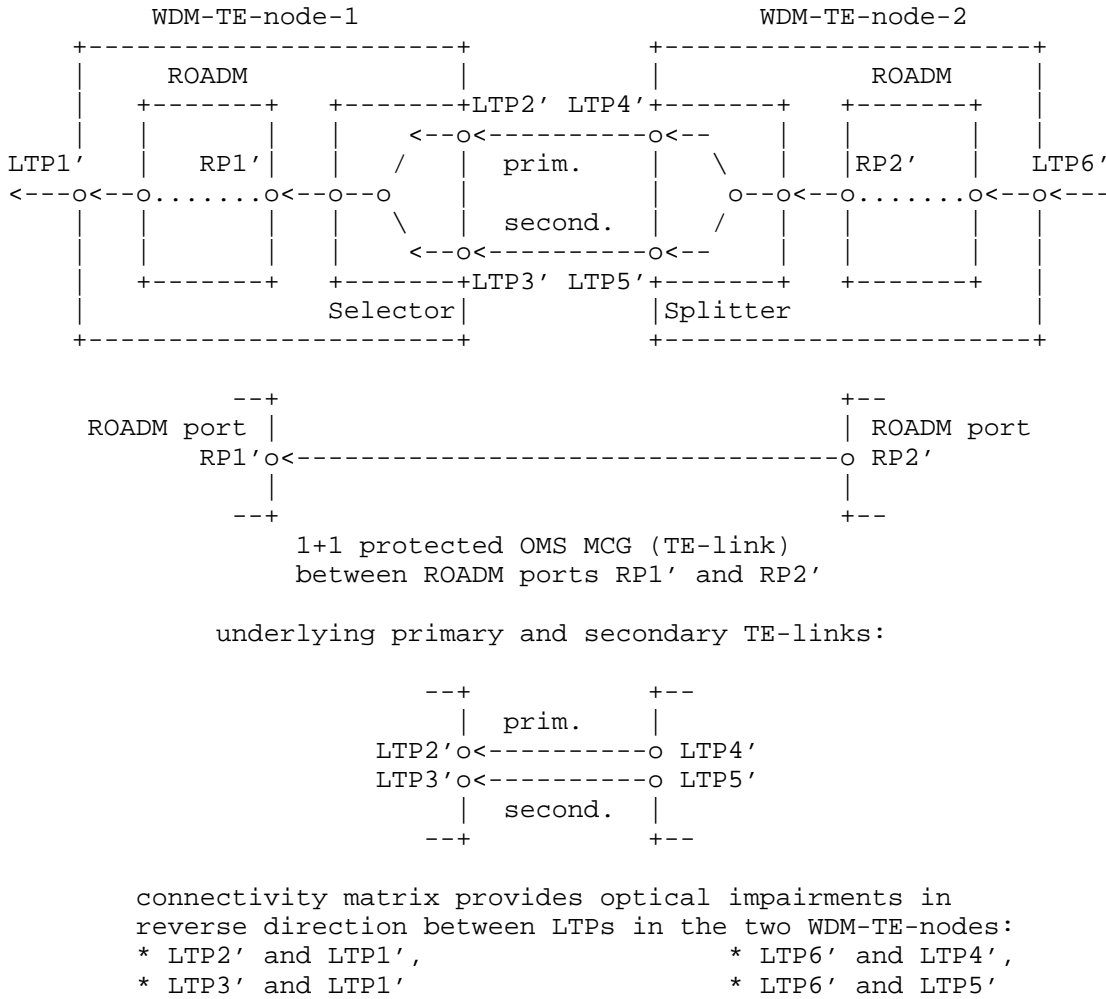 WDM-TE-node-1 WDM-TE-node-2
ROADM ROADM
LTP2′ LTP4′
LTP1′ RP1′ prim. RP2′ LTP6′
second.
LTP3′ LTP5′
Selector Splitter
ROADM port ROADM port
RP1′ RP2′
1+1 protected OMS MCG (TE-link)
between ROADM ports RP1′ and RP2′
underlying primary and secondary TE-links:
prim.
LTP2′ LTP4′
LTP3′ LTP5′
second.
connectivity matrix provides optical impairments in
reverse direction between LTPs in the two WDM-TE-nodes:
* LTP2′ and LTP1′, * LTP6′ and LTP4′,
* LTP3′ and LTP1′ * LTP6′ and LTP5′